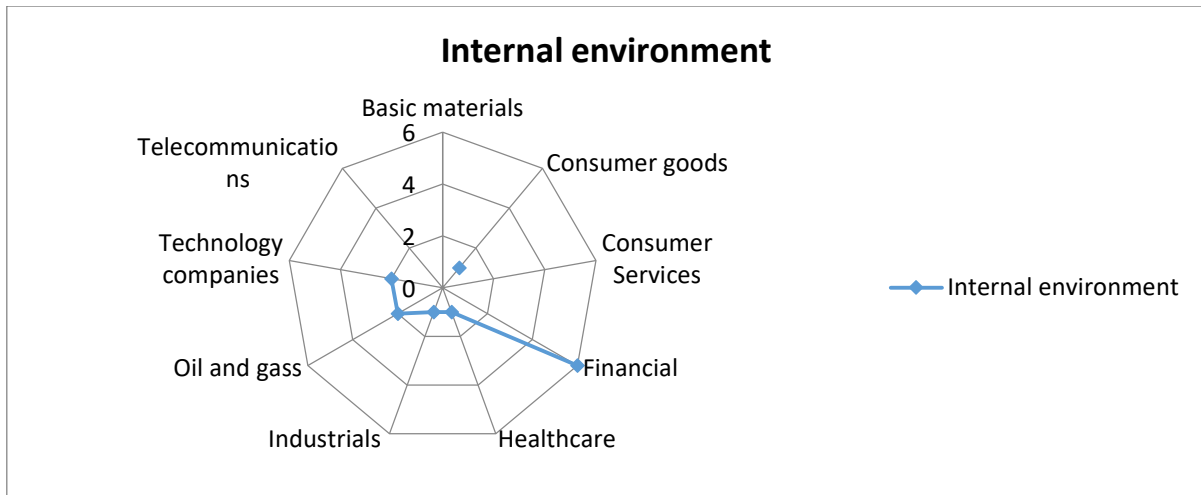 Internal environment
Basic materials
6
4
2
0
Consumer goods
Consumer
Services
Financial
Healthcare
Industrials
Oil and gass
Technology
companies
Telecommunicatio
ns
Internal environment